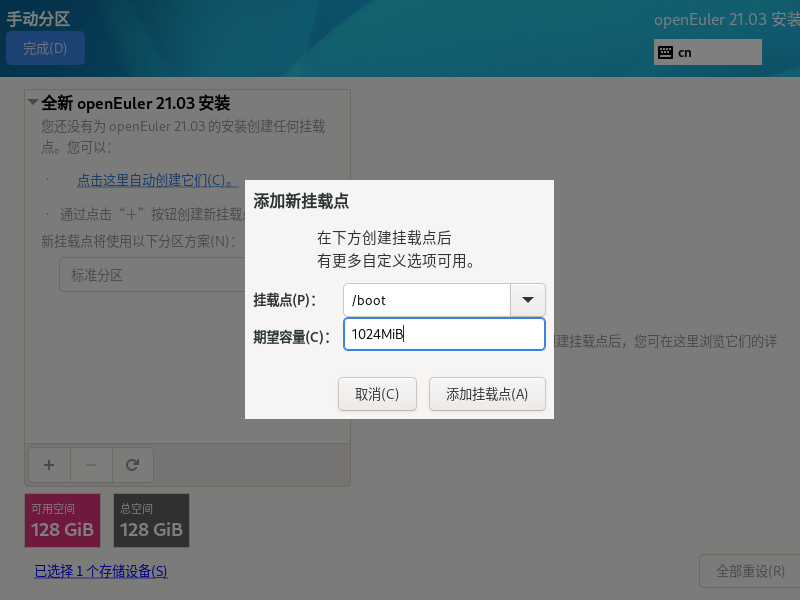 手动分区
openEuler 21.03 安装
完成(D)
cn
全新 openEuler 21.03 安装
您还没有为 openEuler 21.03 的安装创建任何挂载
点。您可以：
· 点击这里自动创建它们(C)。
· 通过点击“+”按钮创建新挂载
新挂载点将使用以下分区方案(N)：
标准分区
添加新挂载点
在下方创建挂载点后
有更多自定义选项可用。
挂载点(P)：
/boot
期望容量(C)：
1024MiB
取消(C)
添加挂载点(A)
建挂载点后，您可在这里浏览它们的详
可用空间
128 GiB
总空间
128 GiB
已选择 1 个存储设备(S)
全部重设(R)